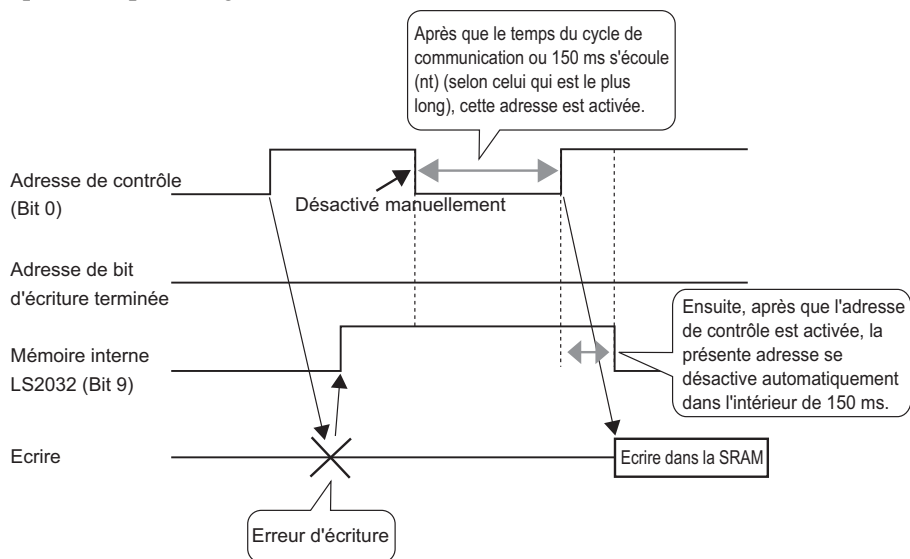 Après que le temps du cycle de
communication ou 150 ms s'écoule
(nt) (selon celui qui est le plus
long), cette adresse est activée.
Adresse de contrôle
(Bit 0)
Désactivé manuellement
Adresse de bit
d'écriture terminée
Ensuite, après que l'adresse
de contrôle est activée, la
présente adresse se
désactive automatiquement
dans l'intérieur de 150 ms.
Mémoire interne
LS2032 (Bit 9)
Ecrire
Ecrire dans la SRAM
Erreur d'écriture